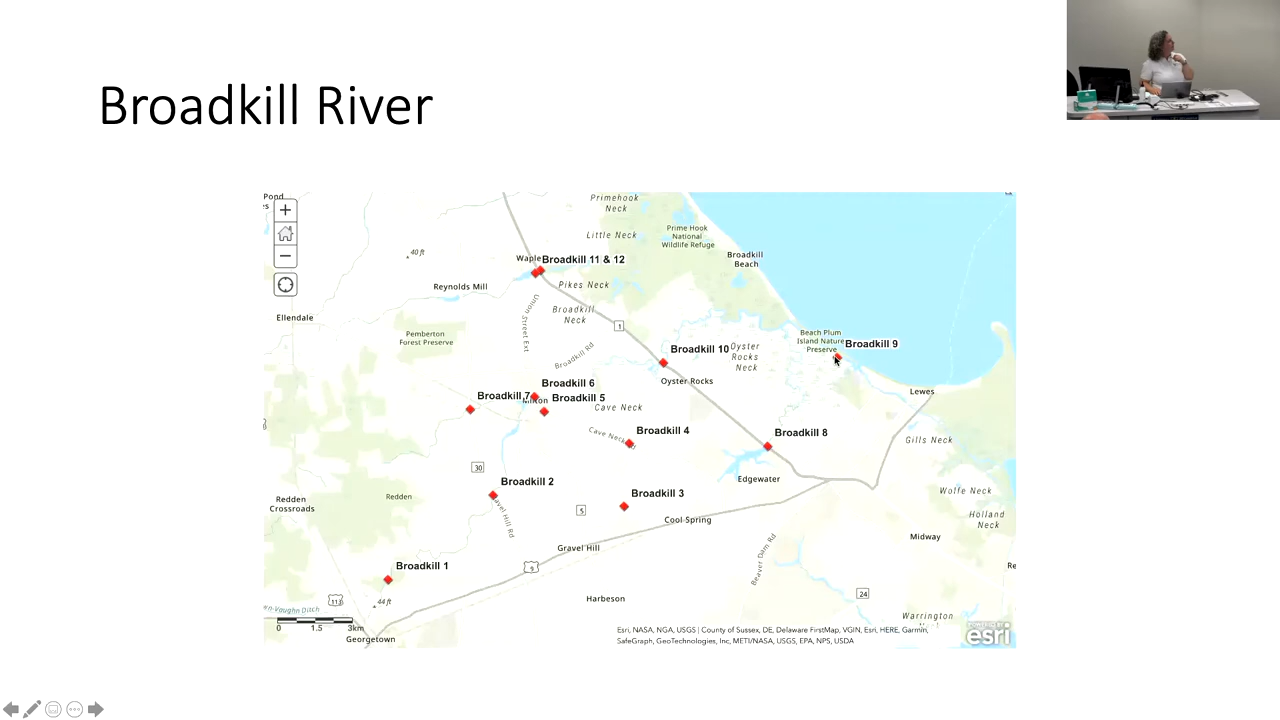 Broadkill River
Pond
Primehook
Neck
Little Neck
Prime Hook
National
Wildlife Refuge
Broadkill
Beach
40 ft
Waple
Broadkill 11 & 12
Pikes Neck
Reynolds Mill
Union Street Ext
Broadkill
Neck
Ellendale
1
Pemberton
Forest Preserve
Beach Plum
Island Nature
Preserve
Broadkill 9
Broadkill Rd
Broadkill 10
Oyster
Rocks
Neck
Oyster Rocks
Broadkill 6
Broadkill 7
Milton
Broadkill 5
Lewes
Cave Neck
Cave Neck Rd
Broadkill 4
Broadkill 8
Gills Neck
30
Edgewater
Broadkill 2
Broadkill 3
Wolfe Neck
Redden
Crossroads
Redden
Gravel Hill Rd
5
Cool Spring
Holland
Neck
Midway
Gravel Hill
Beaver Dam Rd
Broadkill 1
9
Re
113
44 ft
Harbeson
24
n-Vaughn Ditch
Warrington
0 1.5 3km
Georgetown
Esri, NASA, NGA, USGS | County of Sussex, DE, Delaware FirstMap, VGIN, Esri, HERE, Garmin,
SafeGraph, GeoTechnologies, Inc, METI/NASA, USGS, EPA, NPS, USDA
POWERED BY
esri